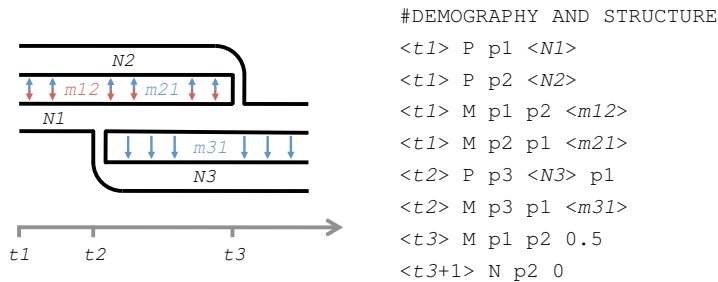 N2
m12 m21
N1
m31
N3
t1 t2 t3
#DEMOGRAPHY AND STRUCTURE
<t1> P p1 <N1>
<t1> P p2 <N2>
<t1> M p1 p2 <m12>
<t1> M p2 p1 <m21>
<t2> P p3 <N3> p1
<t2> M p3 p1 <m31>
<t3> M p1 p2 0.5
<t3+1> N p2 0